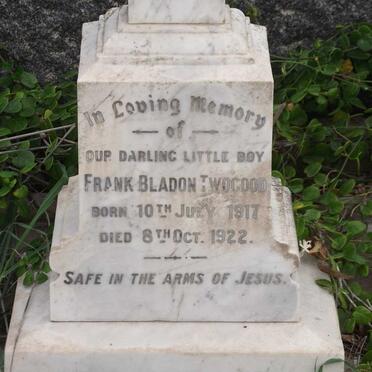 In Loving Memory
of
OUR DARLING LITTLE BOY
FRANK BLADON TWOGOOD
BORN 10TH JULY 1917
DIED 8TH OCT. 1922.
SAFE IN THE ARMS OF JESUS.